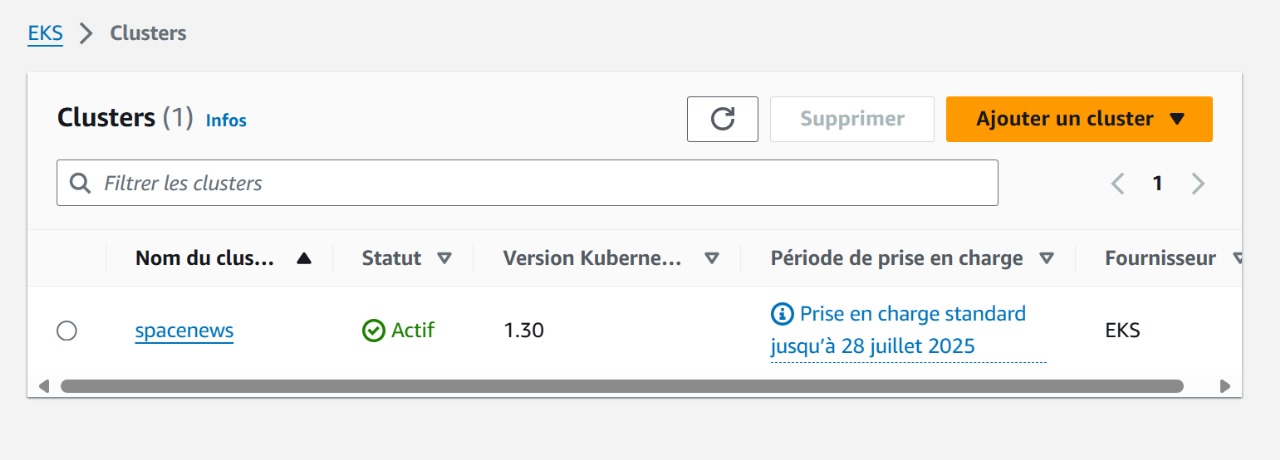 EKS > Clusters
Clusters (1) Infos
Supprimer
Ajouter un cluster
Filtrer les clusters
1
Nom du clus... Statut Version Kuberne... Période de prise en charge Fournisseur
spacenews Actif 1.30 Prise en charge standard jusqu'à 28 juillet 2025 EKS